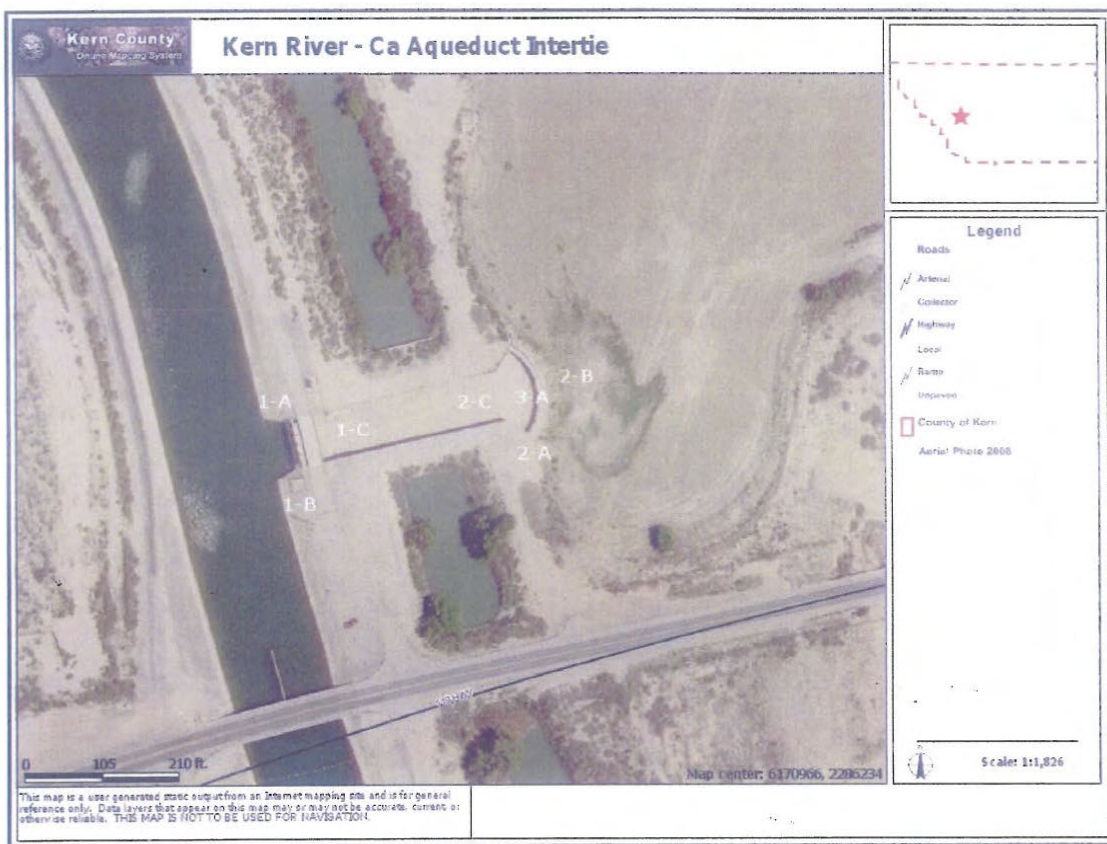 Kern County
Online Mapping System
Kern River - Ca Aqueduct Intertie
1-A
1-B
1-C
2-C
3-A
2-B
2-A
0 105 210 ft.
Map center: 6170966, 2286234
Legend
Roads
Arterial
Collector
Highway
Local
Ramp
Unpaved
County of Kern
Aerial Photo 2008
Scale: 1:1,826
This map is a user generated static output from an Internet mapping site and is for general
reference only. Data layers that appear on this map may or may not be accurate, current or
otherwise reliable. THIS MAP IS NOT TO BE USED FOR NAVIGATION.